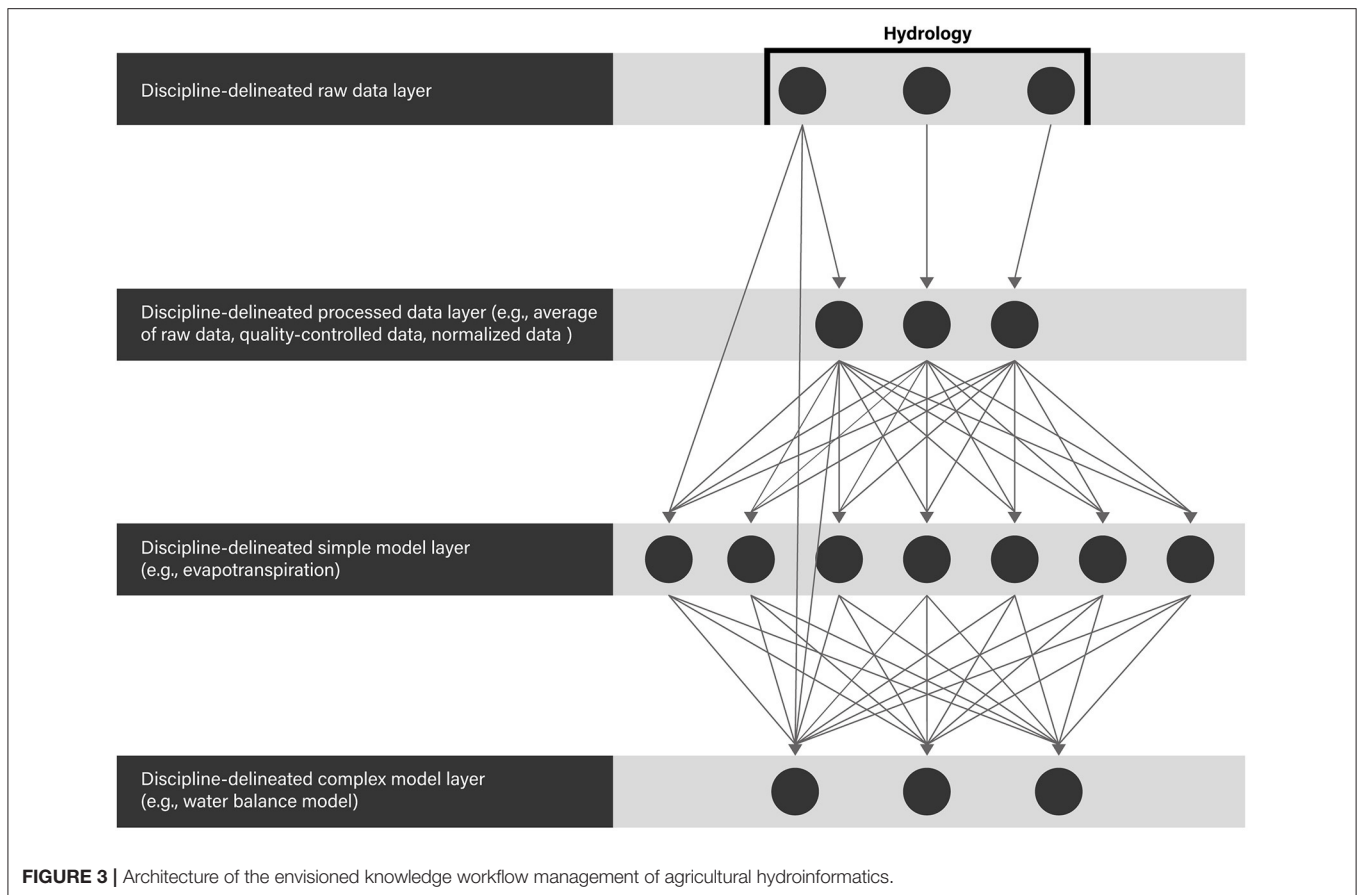 Hydrology
Discipline-delineated raw data layer
Discipline-delineated processed data layer (e.g., average
of raw data, quality-controlled data, normalized data )
Discipline-delineated simple model layer
(e.g., evapotranspiration)
Discipline-delineated complex model layer
(e.g., water balance model)
FIGURE 3 | Architecture of the envisioned knowledge workflow management of agricultural hydroinformatics.